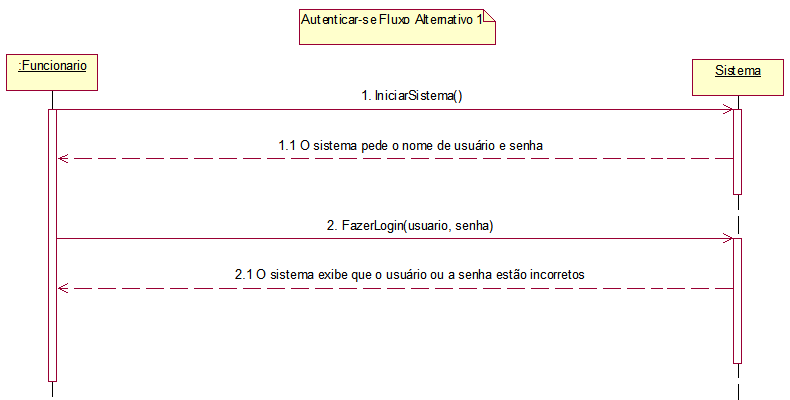 Autenticar-se Fluxo Alternativo 1
:Funcionario
Sistema
1. IniciarSistema()
1.1 O sistema pede o nome de usuário e senha
2. FazerLogin(usuario, senha)
2.1 O sistema exibe que o usuário ou a senha estão incorretos